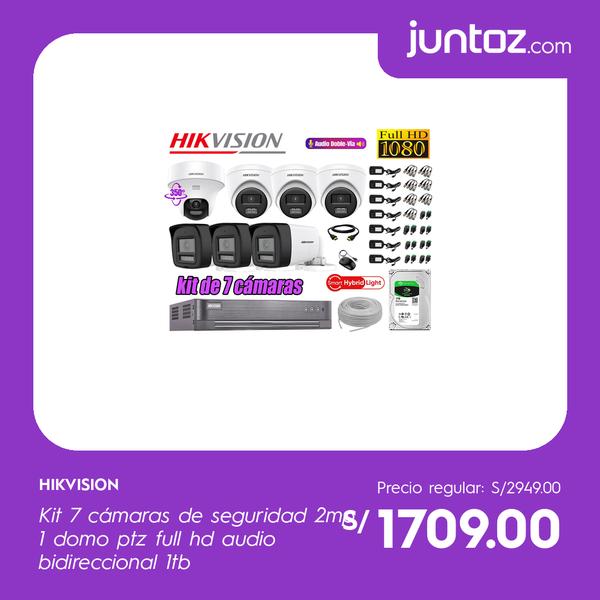 juntoz.com
HIKVISION
Audio Doble-Vía
Full HD
1080
350°
kit de 7 cámaras
Smart Hybrid Light
HIKVISION
Precio regular: S/2949.00
Kit 7 cámaras de seguridad 2mp
S/ 1709.00
1 domo ptz full hd audio
bidireccional 1tb